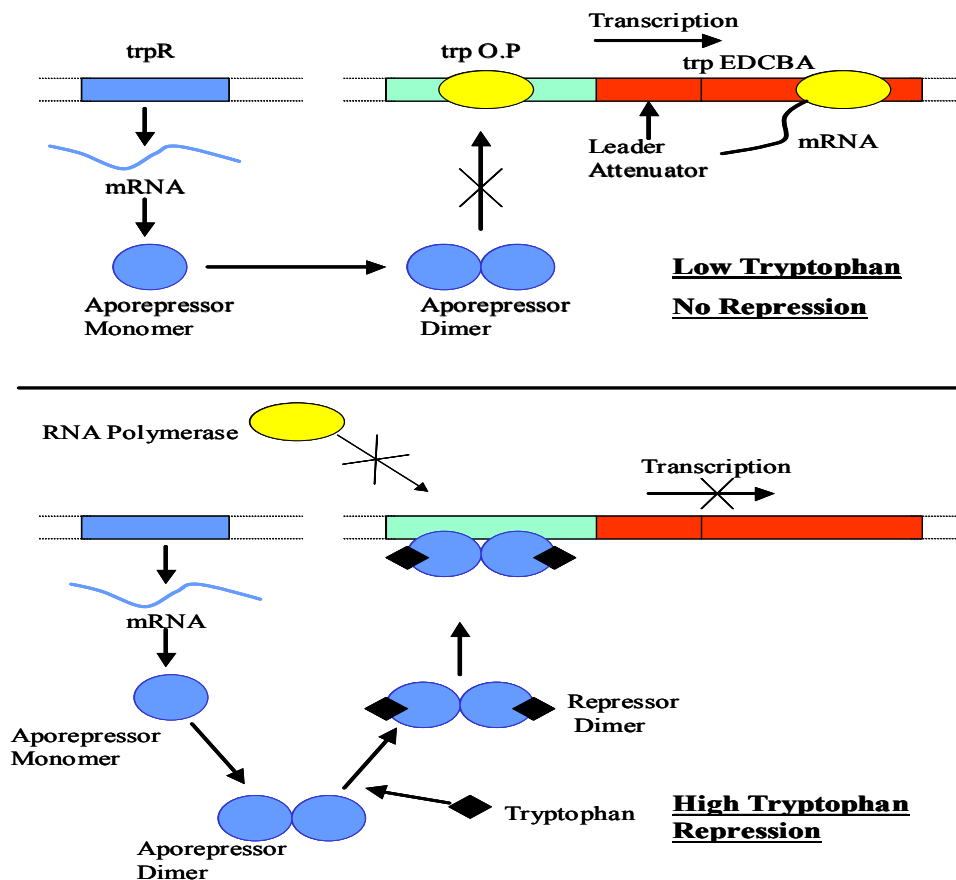 Transcription
trpR
trp O.P
trp EDCBA
mRNA
Leader
Attenuator
mRNA
Aporepressor
Monomer
Aporepressor
Dimer
Low Tryptophan
No Repression
RNA Polymerase
Transcription
mRNA
Aporepressor
Monomer
Repressor
Dimer
Tryptophan
Aporepressor
Dimer
High Tryptophan
Repression